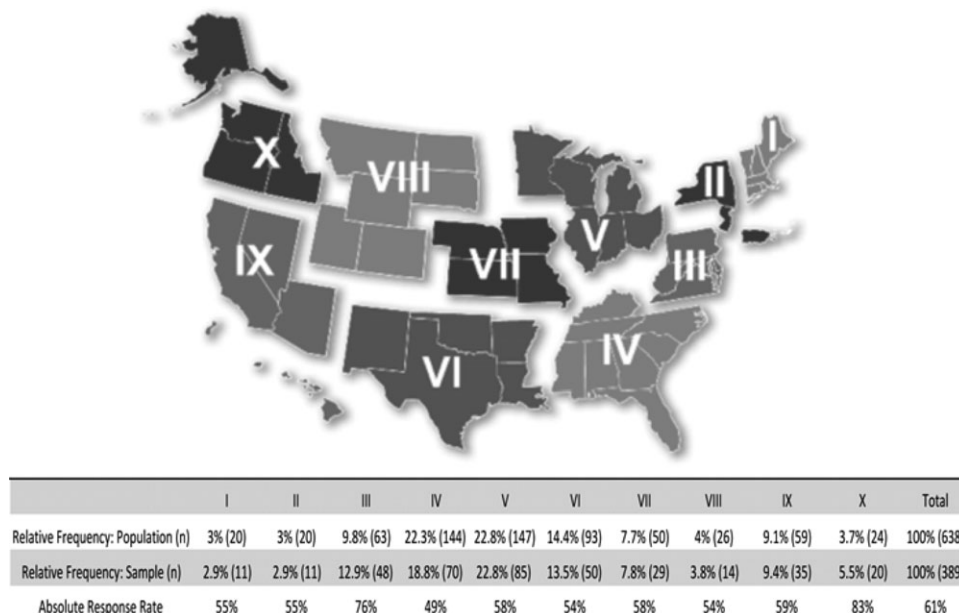 I
X
VIII
II
V
IX
VII
III
IV
VI
I II III IV V VI VII VIII IX X Total
Relative Frequency: Population (n) 3% (20) 3% (20) 9.8% (63) 22.3% (144) 22.8% (147) 14.4% (93) 7.7% (50) 4% (26) 9.1% (59) 3.7% (24) 100% (638
Relative Frequency: Sample (n) 2.9% (11) 2.9% (11) 12.9% (48) 18.8% (70) 22.8% (85) 13.5% (50) 7.8% (29) 3.8% (14) 9.4% (35) 5.5% (20) 100% (389
Absolute Response Rate 55% 55% 76% 49% 58% 54% 58% 54% 59% 83% 61%